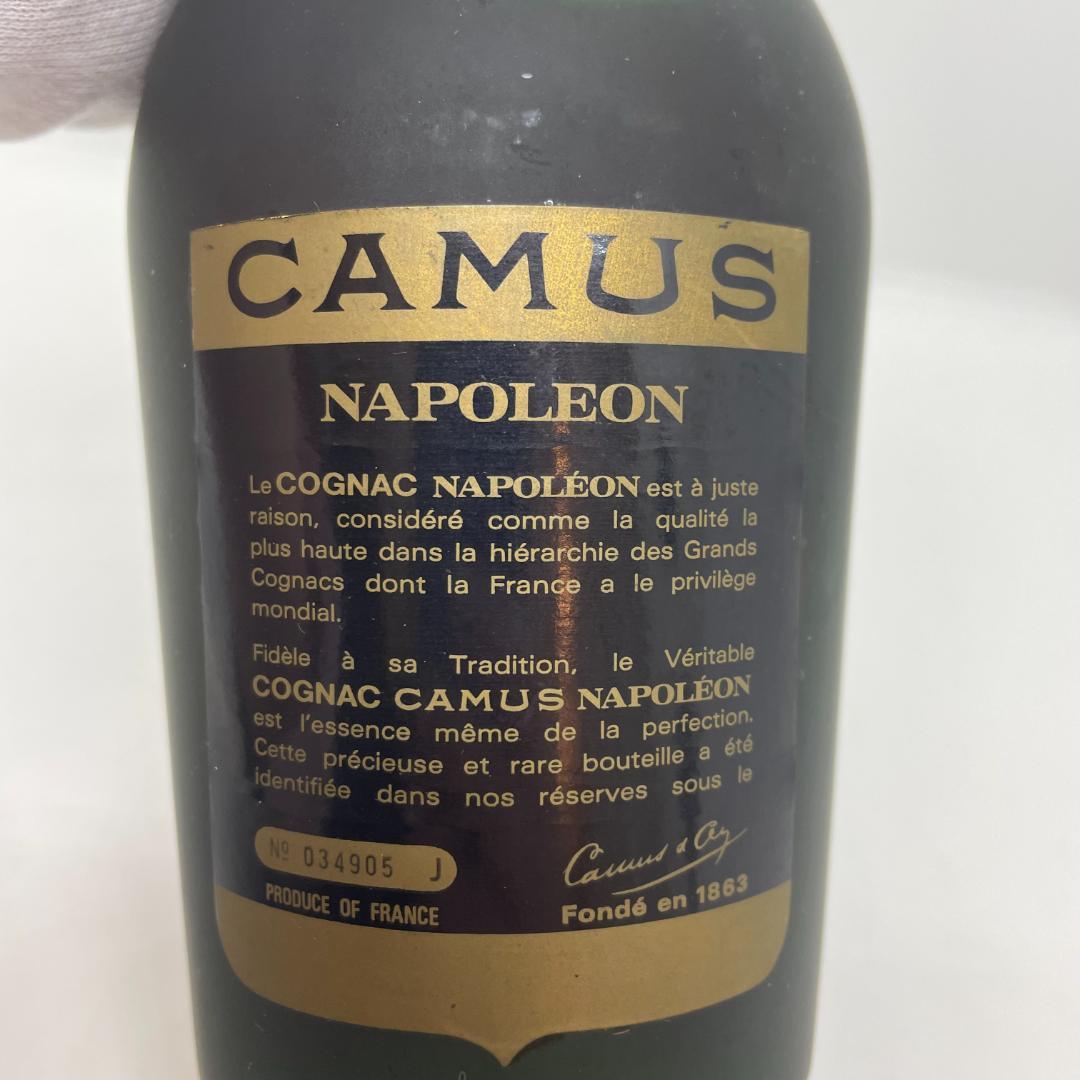 CAMUS
NAPOLEON
Le COGNAC NAPOLÉON est à juste
raison, considéré comme la qualité la
plus haute dans la hiérarchie des Grands
Cognacs dont la France a le privilège
mondial.
Fidèle à sa Tradition, le Véritable
COGNAC CAMUS NAPOLÉON
est l'essence même de la perfection.
Cette précieuse et rare bouteille a été
identifiée dans nos réserves sous le
Nº 034905 J
Camus & Cy
PRODUCE OF FRANCE
Fondé en 1863